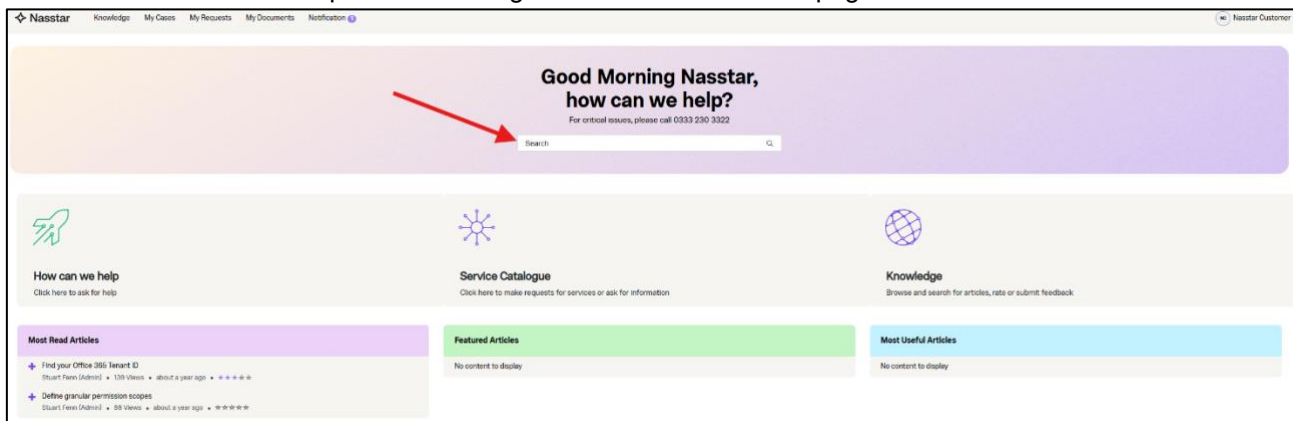 Nasstar Knowledge My Cases My Requests My Documents Notification Nasstar Customer
Good Morning Nasstar,
how can we help?
For critical issues, please call 0333 230 3322
Search
How can we help
Click here to ask for help
Service Catalogue
Click here to make requests for services or ask for information
Knowledge
Browse and search for articles, rate or submit feedback
Most Read Articles
Find your Office 365 Tenant ID
Stuart Fenn (Admin) • 139 Views • about a year ago •
Define granular permission scopes
Stuart Fenn (Admin) • 88 Views • about a year ago •
Featured Articles
No content to display
Most Useful Articles
No content to display